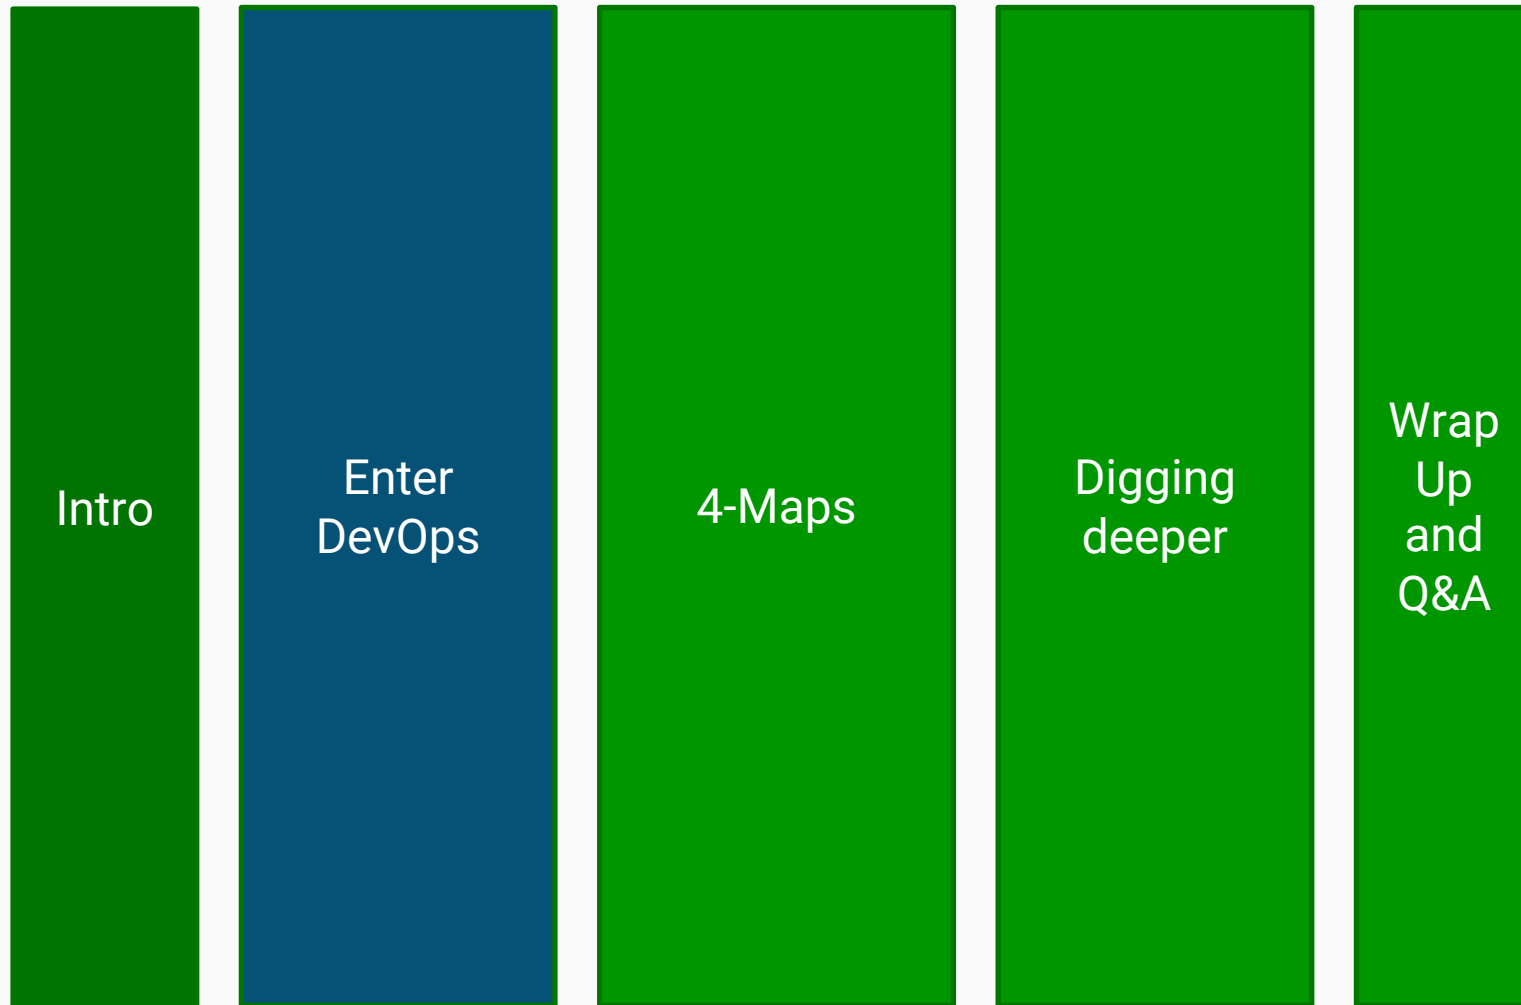 Intro
Enter
DevOps
4-Maps
Digging
deeper
Wrap
Up
and
Q&A